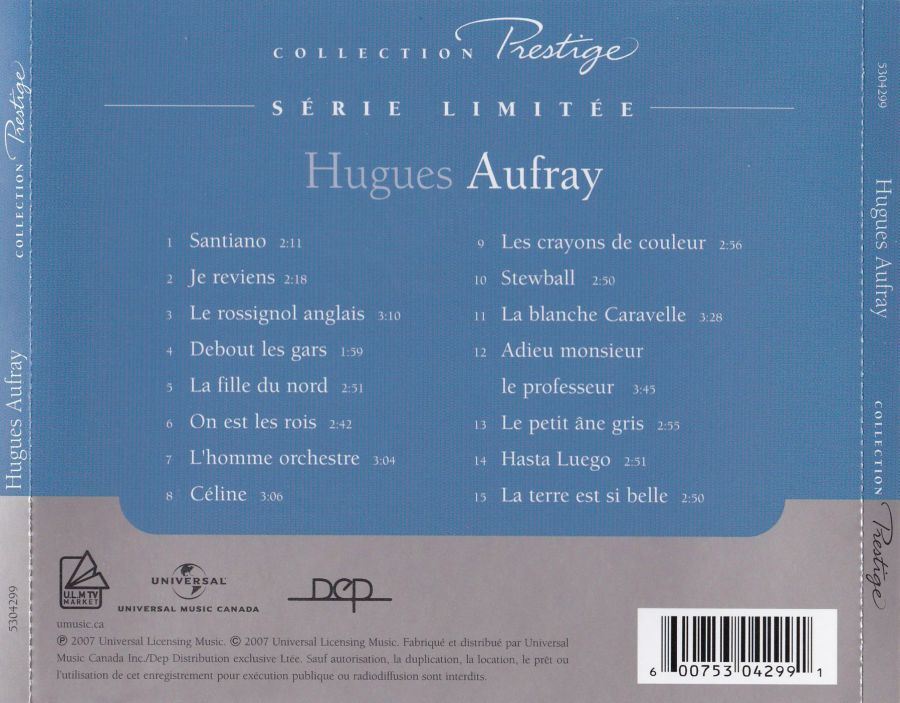 COLLECTION Prestige
SÉRIE LIMITÉE
Hugues Aufray
1 Santiano 2:11
2 Je reviens 2:18
3 Le rossignol anglais 3:10
4 Debout les gars 1:59
5 La fille du nord 2:51
6 On est les rois 2:42
7 L'homme orchestre 3:04
8 Céline 3:06
9 Les crayons de couleur 2:56
10 Stewball 2:50
11 La blanche Caravelle 3:28
12 Adieu monsieur
le professeur 3:45
13 Le petit âne gris 2:55
14 Hasta Luego 2:51
15 La terre est si belle 2:50
U.L.M TV
MARKET
UNIVERSAL
UNIVERSAL MUSIC CANADA
DEP
umusic.ca
℗ 2007 Universal Licensing Music. © 2007 Universal Licensing Music. Fabriqué et distribué par Universal
Music Canada Inc./Dep Distribution exclusive Ltée. Sauf autorisation, la duplication, la location, le prêt ou
l'utilisation de cet enregistrement pour exécution publique ou radiodiffusion sont interdits.
6 00753 04299 1
COLLECTION Prestige
Hugues Aufray
5304299
5304299
Hugues Aufray
COLLECTION Prestige